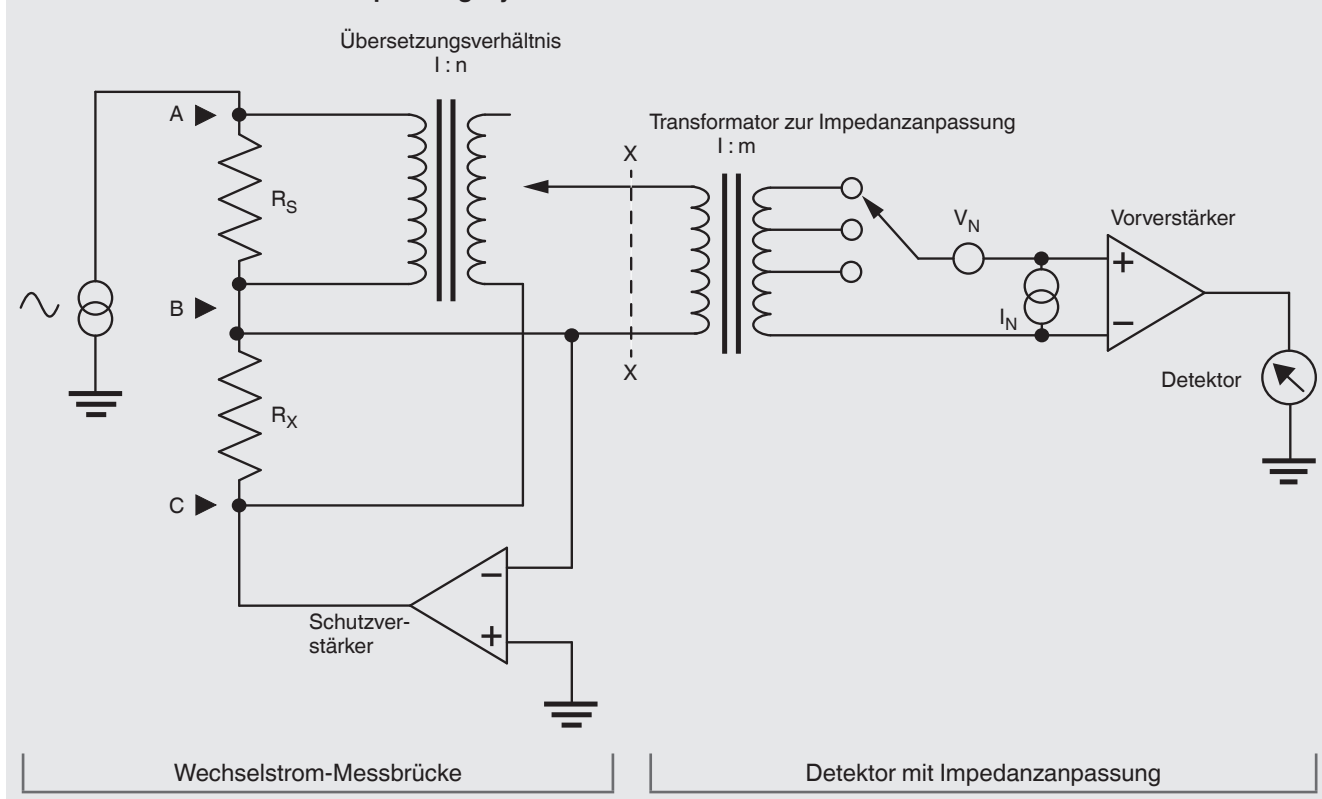 Übersetzungsverhältnis
I : n
A
Transformator zur Impedanzanpassung
I : m
X
R_S
V_N
Vorverstärker
+
B
I_N
−
X
Detektor
R_X
C
−
Schutzver-
stärker
+
Wechselstrom-Messbrücke
Detektor mit Impedanzanpassung